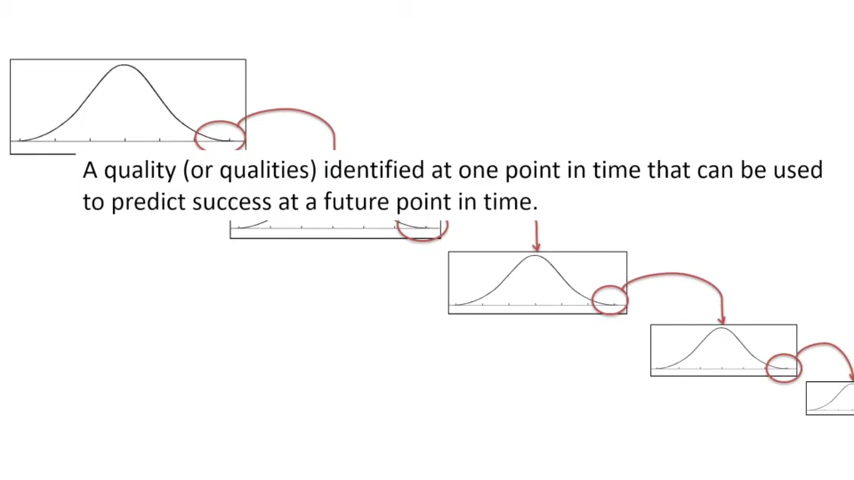 A quality (or qualities) identified at one point in time that can be used
to predict success at a future point in time.